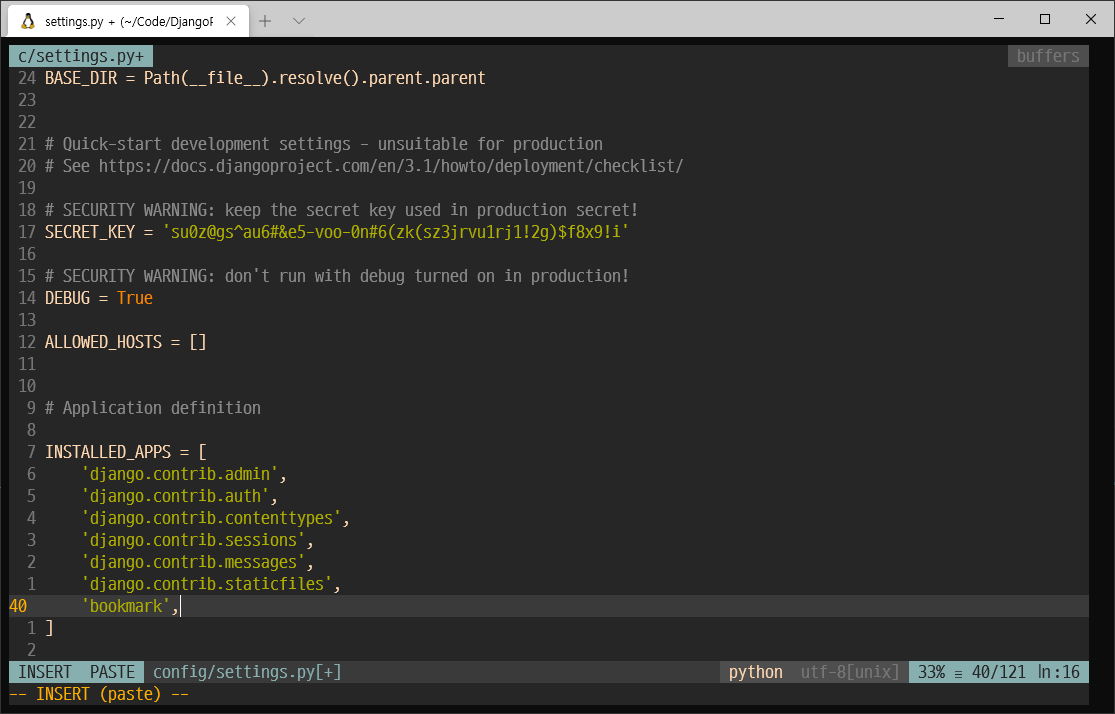 settings.py + (~/Code/Django
c/settings.py+ buffers
24 BASE_DIR = Path(__file__).resolve().parent.parent
23
22
21 # Quick-start development settings - unsuitable for production
20 # See https://docs.djangoproject.com/en/3.1/howto/deployment/checklist/
19
18 # SECURITY WARNING: keep the secret key used in production secret!
17 SECRET_KEY = 'su0z@gs^au6#&e5-voo-0n#6(zk(sz3jrvu1rj1!2g)$f8x9!i'
16
15 # SECURITY WARNING: don't run with debug turned on in production!
14 DEBUG = True
13
12 ALLOWED_HOSTS = []
11
10
9 # Application definition
8
7 INSTALLED_APPS = [
6     'django.contrib.admin',
5     'django.contrib.auth',
4     'django.contrib.contenttypes',
3     'django.contrib.sessions',
2     'django.contrib.messages',
1     'django.contrib.staticfiles',
40     'bookmark',
1 ]
2
INSERT PASTE config/settings.py[+] python utf-8[unix] 33% ≡ 40/121 ln:16
-- INSERT (paste) --